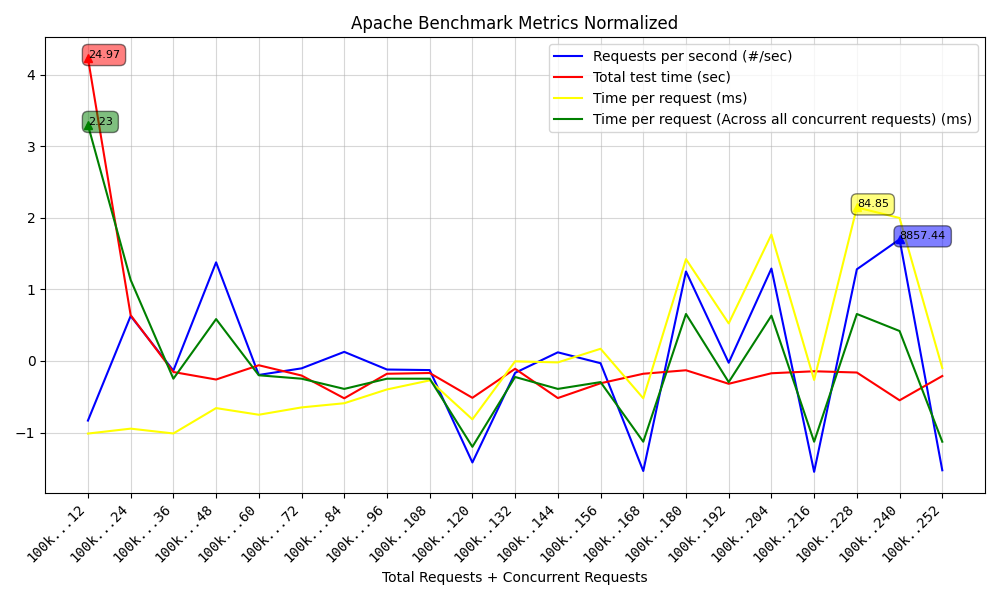 Apache Benchmark Metrics Normalized
24.97
2.23
84.85
8857.44
Requests per second (#/sec)
Total test time (sec)
Time per request (ms)
Time per request (Across all concurrent requests) (ms)
4
3
2
1
0
−1
100k...12
100k...24
100k...36
100k...48
100k...60
100k...72
100k...84
100k...96
100k...108
100k...120
100k...132
100k...144
100k...156
100k...168
100k...180
100k...192
100k...204
100k...216
100k...228
100k...240
100k...252
Total Requests + Concurrent Requests